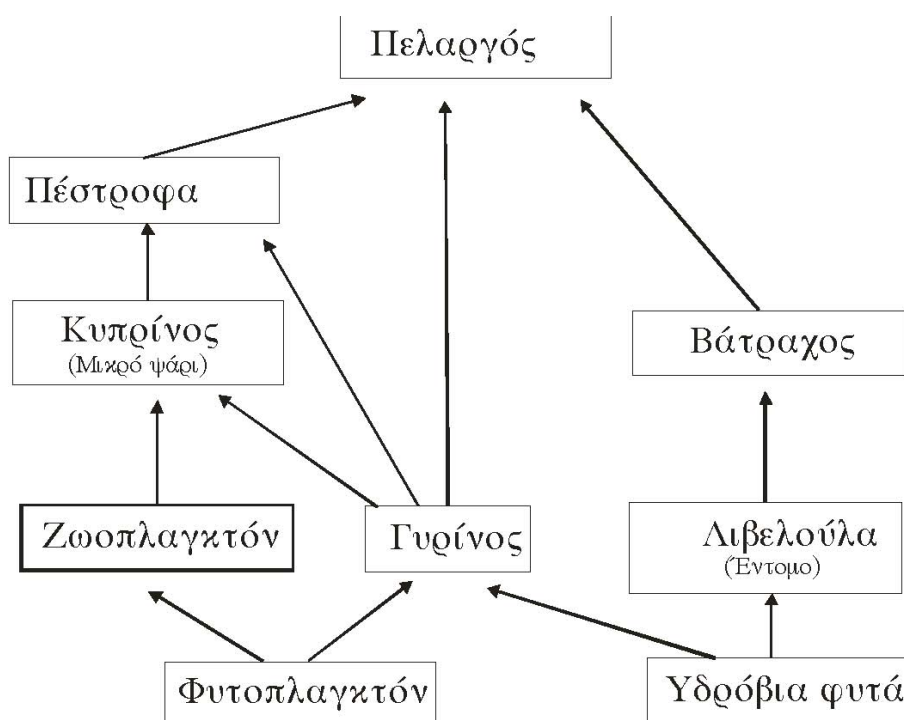 Πελαργός
Πέστροφα
Κυπρίνος
(Μικρό ψάρι)
Βάτραχος
Ζωοπλαγκτόν
Γυρίνος
Λιβελούλα
(Έντομο)
Φυτοπλαγκτόν
Υδρόβια φυτά